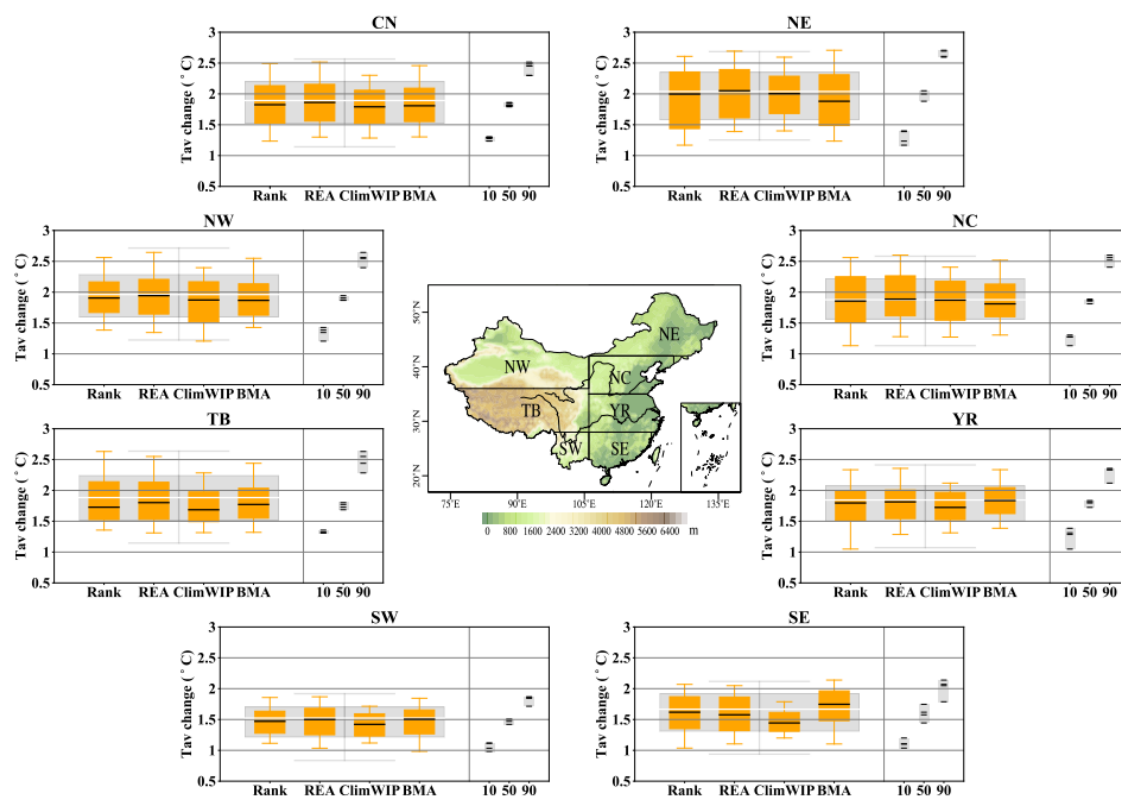 CN
Tav change (°C)
3
2.5
2
1.5
1
0.5
Rank REA ClimWIP BMA 10 50 90
NE
Tav change (°C)
3
2.5
2
1.5
1
0.5
Rank REA ClimWIP BMA 10 50 90
NW
Tav change (°C)
3
2.5
2
1.5
1
0.5
Rank REA ClimWIP BMA 10 50 90
NC
Tav change (°C)
3
2.5
2
1.5
1
0.5
Rank REA ClimWIP BMA 10 50 90
50°N
40°N
30°N
20°N
NE
NW
NC
TB
YR
SW
SE
75°E 90°E 105°E 120°E 135°E
0 800 1600 2400 3200 4000 4800 5600 6400 m
TB
Tav change (°C)
3
2.5
2
1.5
1
0.5
Rank REA ClimWIP BMA 10 50 90
YR
Tav change (°C)
3
2.5
2
1.5
1
0.5
Rank REA ClimWIP BMA 10 50 90
SW
Tav change (°C)
3
2.5
2
1.5
1
0.5
Rank REA ClimWIP BMA 10 50 90
SE
Tav change (°C)
3
2.5
2
1.5
1
0.5
Rank REA ClimWIP BMA 10 50 90